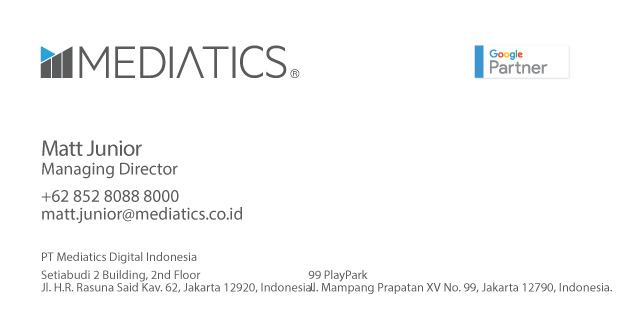 MEDIATICS®
Google
Partner
Matt Junior
Managing Director
+62 852 8088 8000
matt.junior@mediatics.co.id
PT Mediatics Digital Indonesia
Setiabudi 2 Building, 2nd Floor
Jl. H.R. Rasuna Said Kav. 62, Jakarta 12920, Indonesia.
99 PlayPark
Jl. Mampang Prapatan XV No. 99, Jakarta 12790, Indonesia.